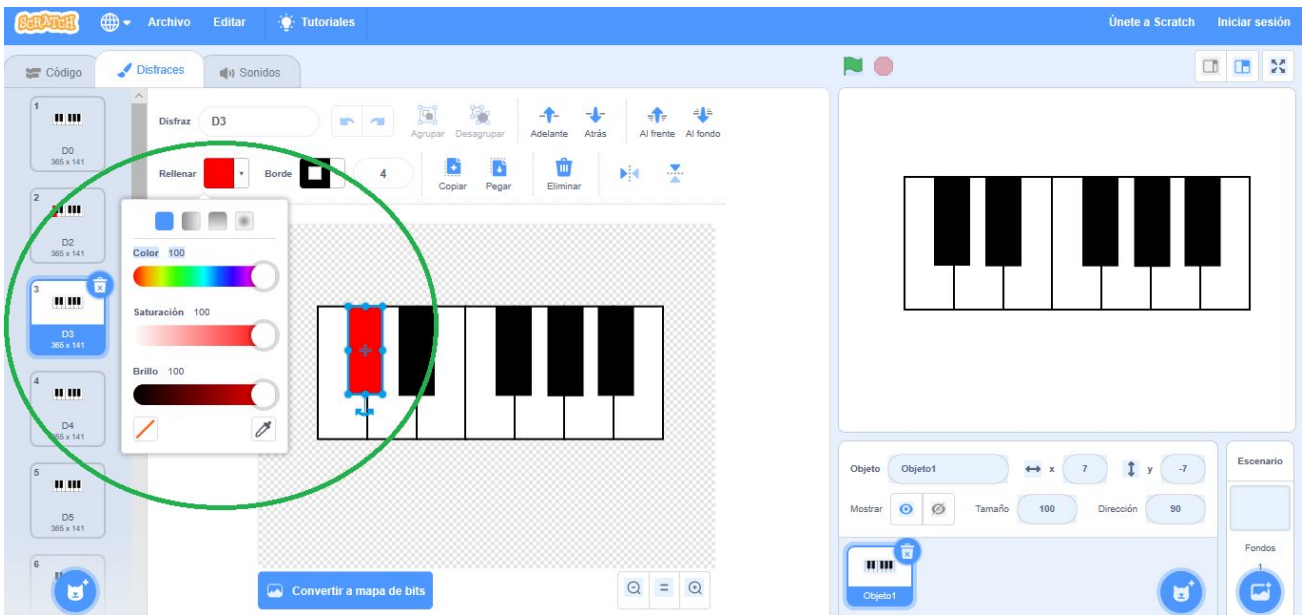 SCRATCH
Archivo
Editar
Tutoriales
Únete a Scratch
Iniciar sesión
Código
Disfraces
Sonidos
1
D0
365 x 141
2
D2
365 x 141
3
D3
365 x 141
4
D4
365 x 141
5
D5
365 x 141
6
Disfraz
D3
Agrupar
Desagrupar
Adelante
Atrás
Al frente
Al fondo
Rellenar
Borde
4
Copiar
Pegar
Eliminar
Color 100
Saturación 100
Brillo 100
Convertir a mapa de bits
Objeto
Objeto1
x
7
y
-7
Mostrar
Tamaño
100
Dirección
90
Objeto1
Escenario
Fondos
1